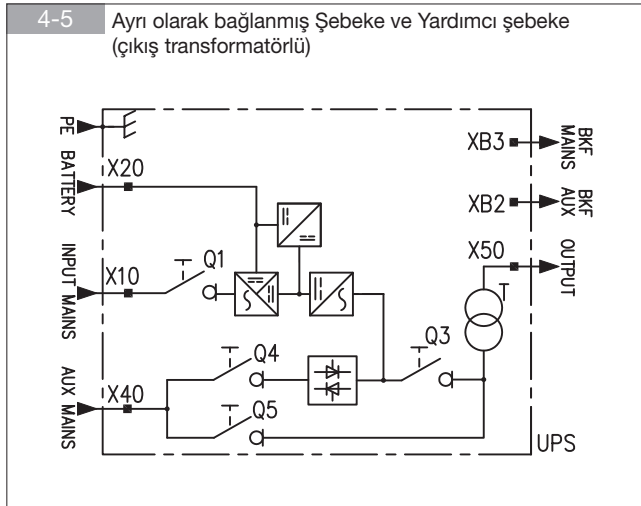 4-5
Ayrı olarak bağlanmış Şebeke ve Yardımcı şebeke
(çıkış transformatörlü)
PE
BATTERY
X20
INPUT MAINS
X10
Q1
AUX MAINS
X40
Q4
Q5
Q3
T
XB3
BKF
MAINS
XB2
BKF
AUX
X50
OUTPUT
UPS